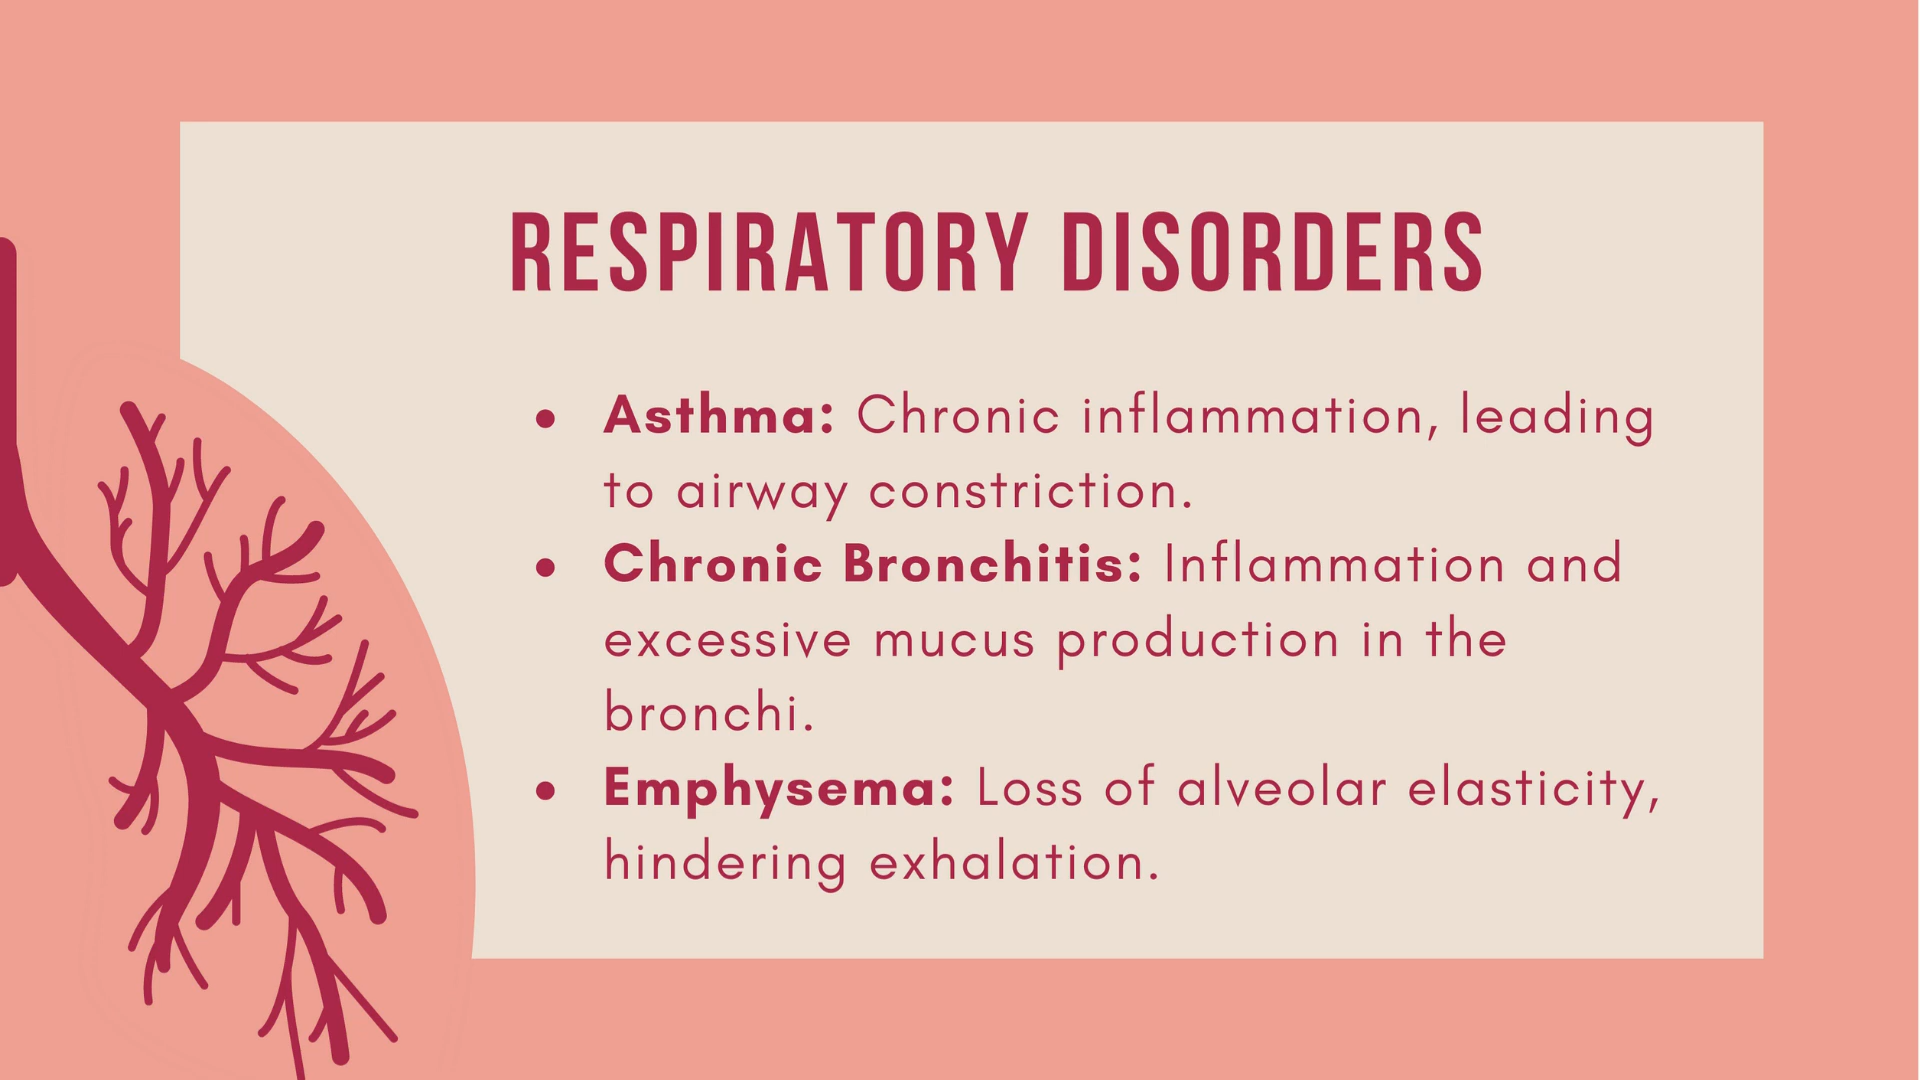 RESPIRATORY DISORDERS
• Asthma: Chronic inflammation, leading
to airway constriction.
• Chronic Bronchitis: Inflammation and
excessive mucus production in the
bronchi.
• Emphysema: Loss of alveolar elasticity,
hindering exhalation.